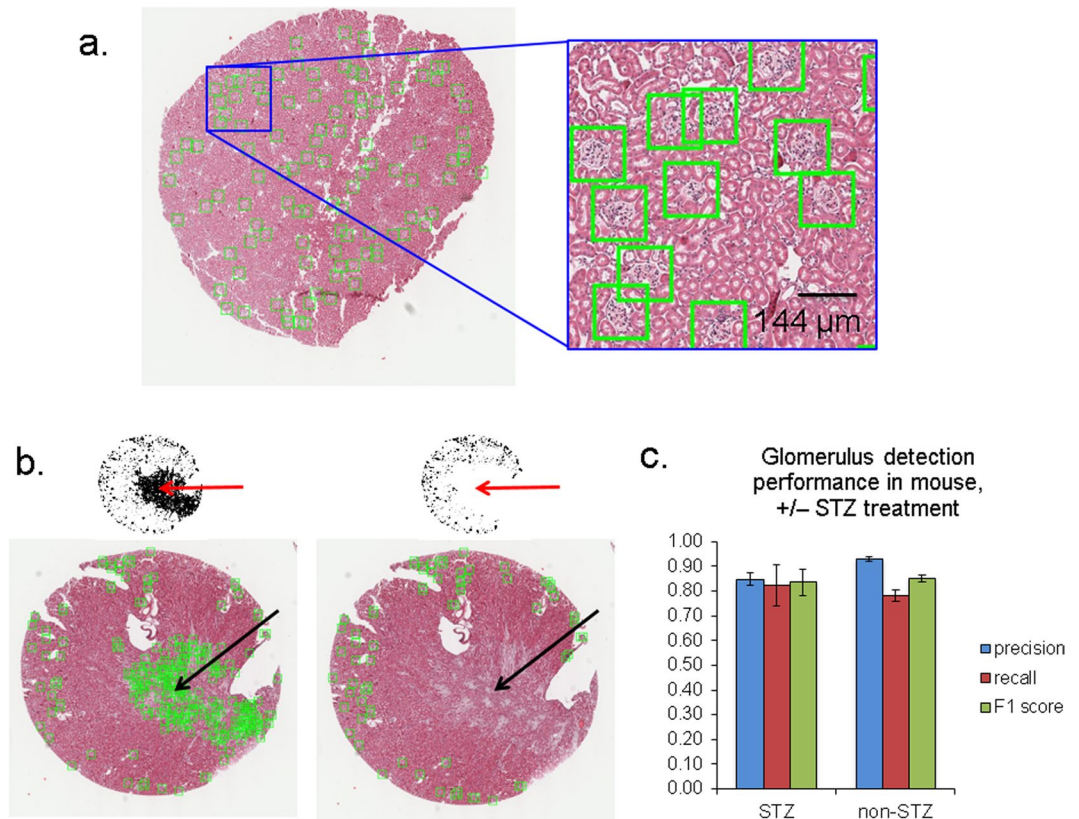 a.
144 µm
b.
c.
Glomerulus detection
performance in mouse,
+/– STZ treatment
1.00
0.90
0.80
0.70
0.60
0.50
0.40
0.30
0.20
0.10
0.00
STZ
non-STZ
precision
recall
F1 score